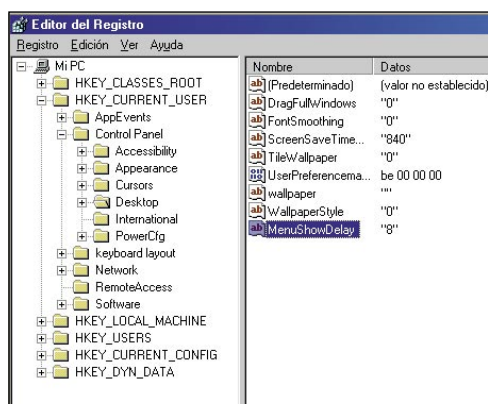 Editor del Registro
Registro Edición Ver Ayuda
Mi PC
HKEY_CLASSES_ROOT
HKEY_CURRENT_USER
AppEvents
Control Panel
Accessibility
Appearance
Cursors
Desktop
International
PowerCfg
keyboard layout
Network
RemoteAccess
Software
HKEY_LOCAL_MACHINE
HKEY_USERS
HKEY_CURRENT_CONFIG
HKEY_DYN_DATA
Nombre Datos
(Predeterminado) (valor no establecido)
DragFullWindows "0"
FontSmoothing "0"
ScreenSaveTime... "840"
TileWallpaper "0"
UserPreferencema... be 00 00 00
wallpaper ""
WallpaperStyle "0"
MenuShowDelay "8"